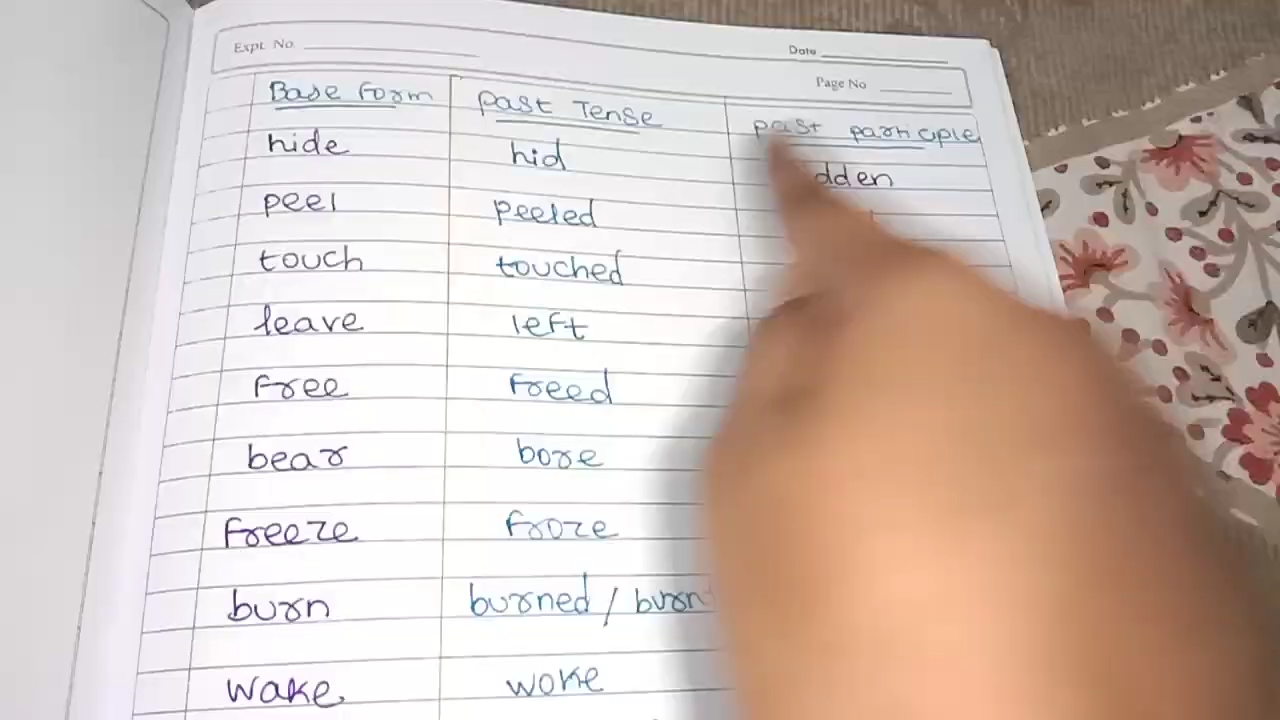 Expt. No.
Date
Page No
Base Form Past Tense past participle
hide hid
peel peeled
touch touched
leave left
Free Freed
bear bore
Freeze Froze
burn burned / burn
wake woke